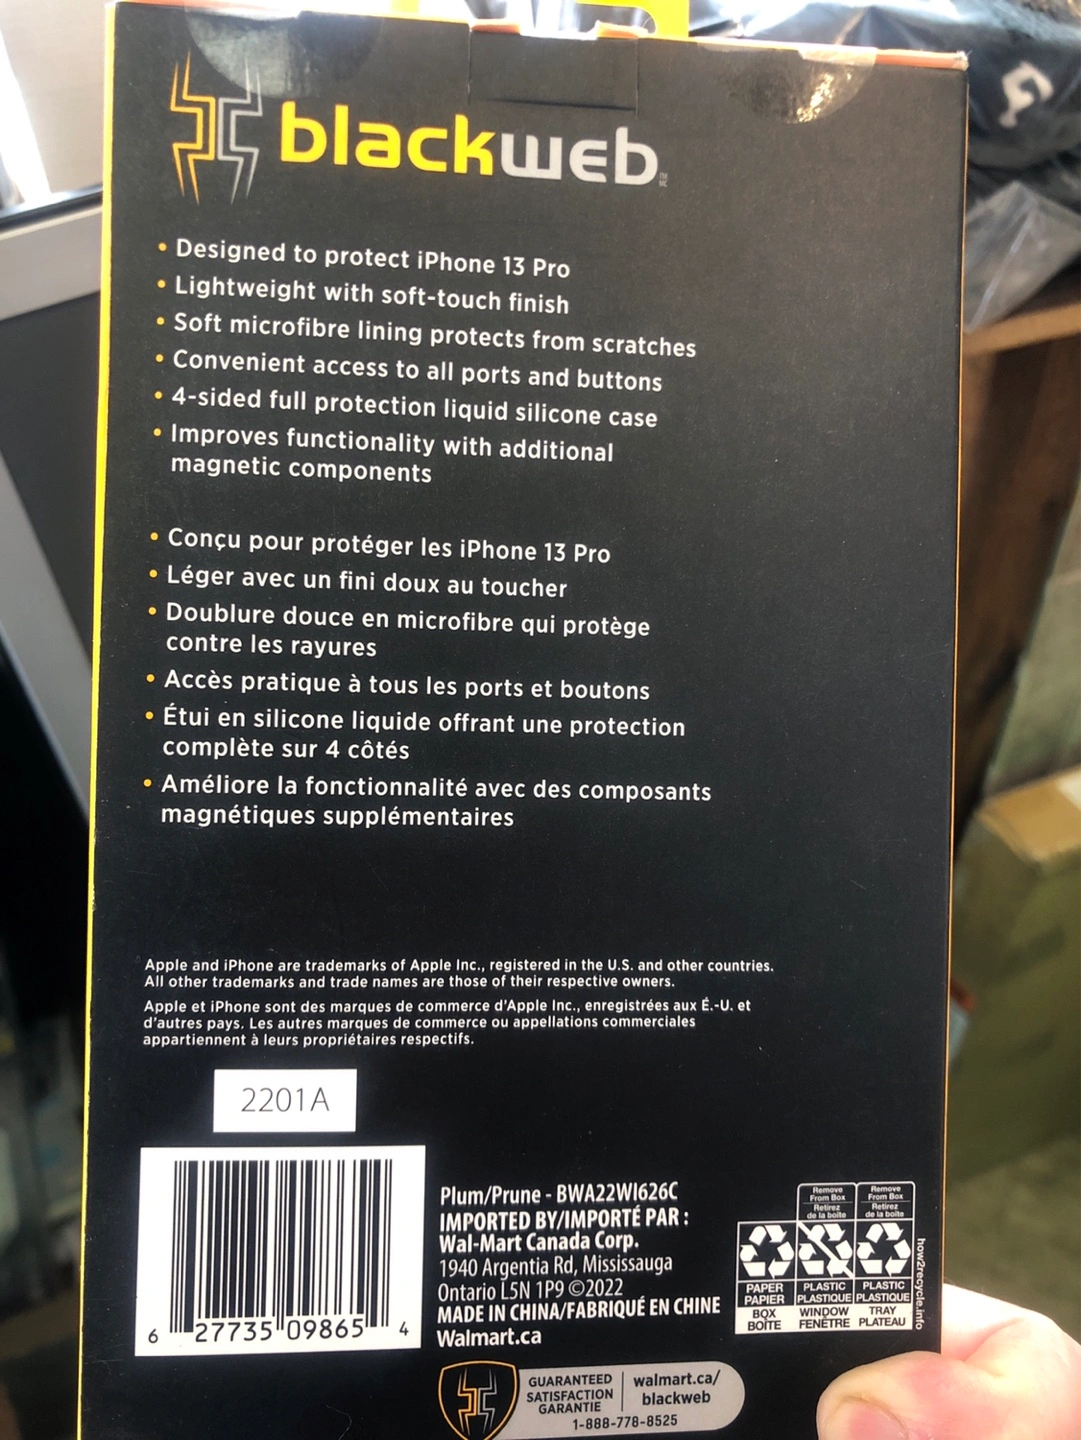 blackweb
TM
MC
• Designed to protect iPhone 13 Pro
• Lightweight with soft-touch finish
• Soft microfibre lining protects from scratches
• Convenient access to all ports and buttons
• 4-sided full protection liquid silicone case
• Improves functionality with additional
magnetic components
• Conçu pour protéger les iPhone 13 Pro
• Léger avec un fini doux au toucher
• Doublure douce en microfibre qui protège
contre les rayures
• Accès pratique à tous les ports et boutons
• Étui en silicone liquide offrant une protection
complète sur 4 côtés
• Améliore la fonctionnalité avec des composants
magnétiques supplémentaires
Apple and iPhone are trademarks of Apple Inc., registered in the U.S. and other countries.
All other trademarks and trade names are those of their respective owners.
Apple et iPhone sont des marques de commerce d'Apple Inc., enregistrées aux É.-U. et
d'autres pays. Les autres marques de commerce ou appellations commerciales
appartiennent à leurs propriétaires respectifs.
2201A
6 27735 09865 4
Plum/Prune - BWA22WI626C
IMPORTED BY/IMPORTÉ PAR :
Wal-Mart Canada Corp.
1940 Argentia Rd, Mississauga
Ontario L5N 1P9 ©2022
MADE IN CHINA/FABRIQUÉ EN CHINE
Walmart.ca
Remove
From Box
Retirez
de la boîte
Remove
From Box
Retirez
de la boîte
PAPER
PAPIER
BOX
BOÎTE
PLASTIC
PLASTIQUE
WINDOW
FENÊTRE
PLASTIC
PLASTIQUE
TRAY
PLATEAU
how2recycle.info
GUARANTEED
SATISFACTION
GARANTIE
walmart.ca/
blackweb
1-888-778-8525